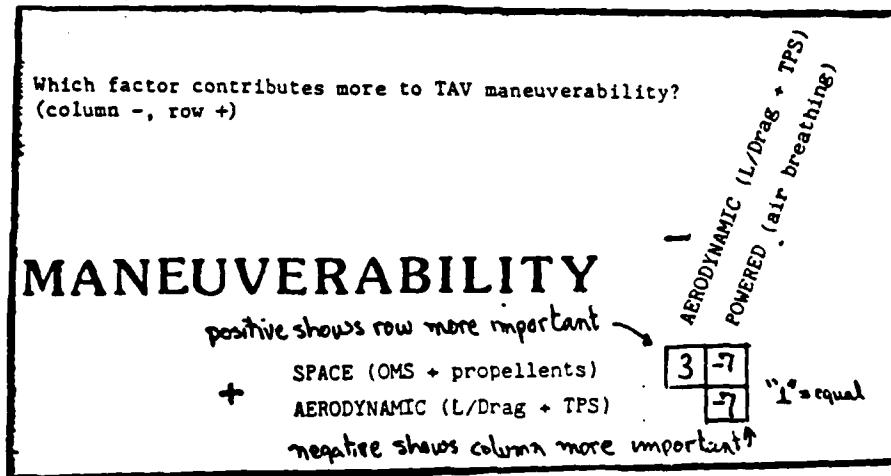 Which factor contributes more to TAV maneuverability?
(column -, row +)
AERODYNAMIC (L/Drag + TPS)
POWERED (air breathing)
-
MANEUVERABILITY
positive shows row more important
SPACE (OMS + propellents) 3 -7
+
AERODYNAMIC (L/Drag + TPS) -7
"1" = equal
negative shows column more important